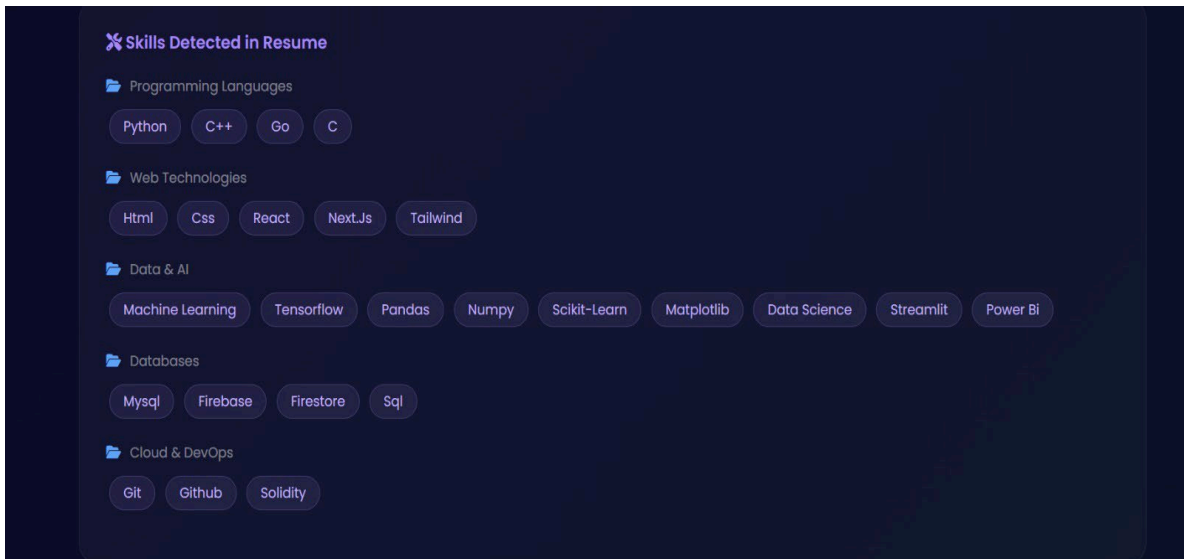 Skills Detected in Resume
Programming Languages
Python C++ Go C
Web Technologies
Html Css React Next.Js Tailwind
Data & AI
Machine Learning Tensorflow Pandas Numpy Scikit-Learn Matplotlib Data Science Streamlit Power Bi
Databases
Mysql Firebase Firestore Sql
Cloud & DevOps
Git Github Solidity